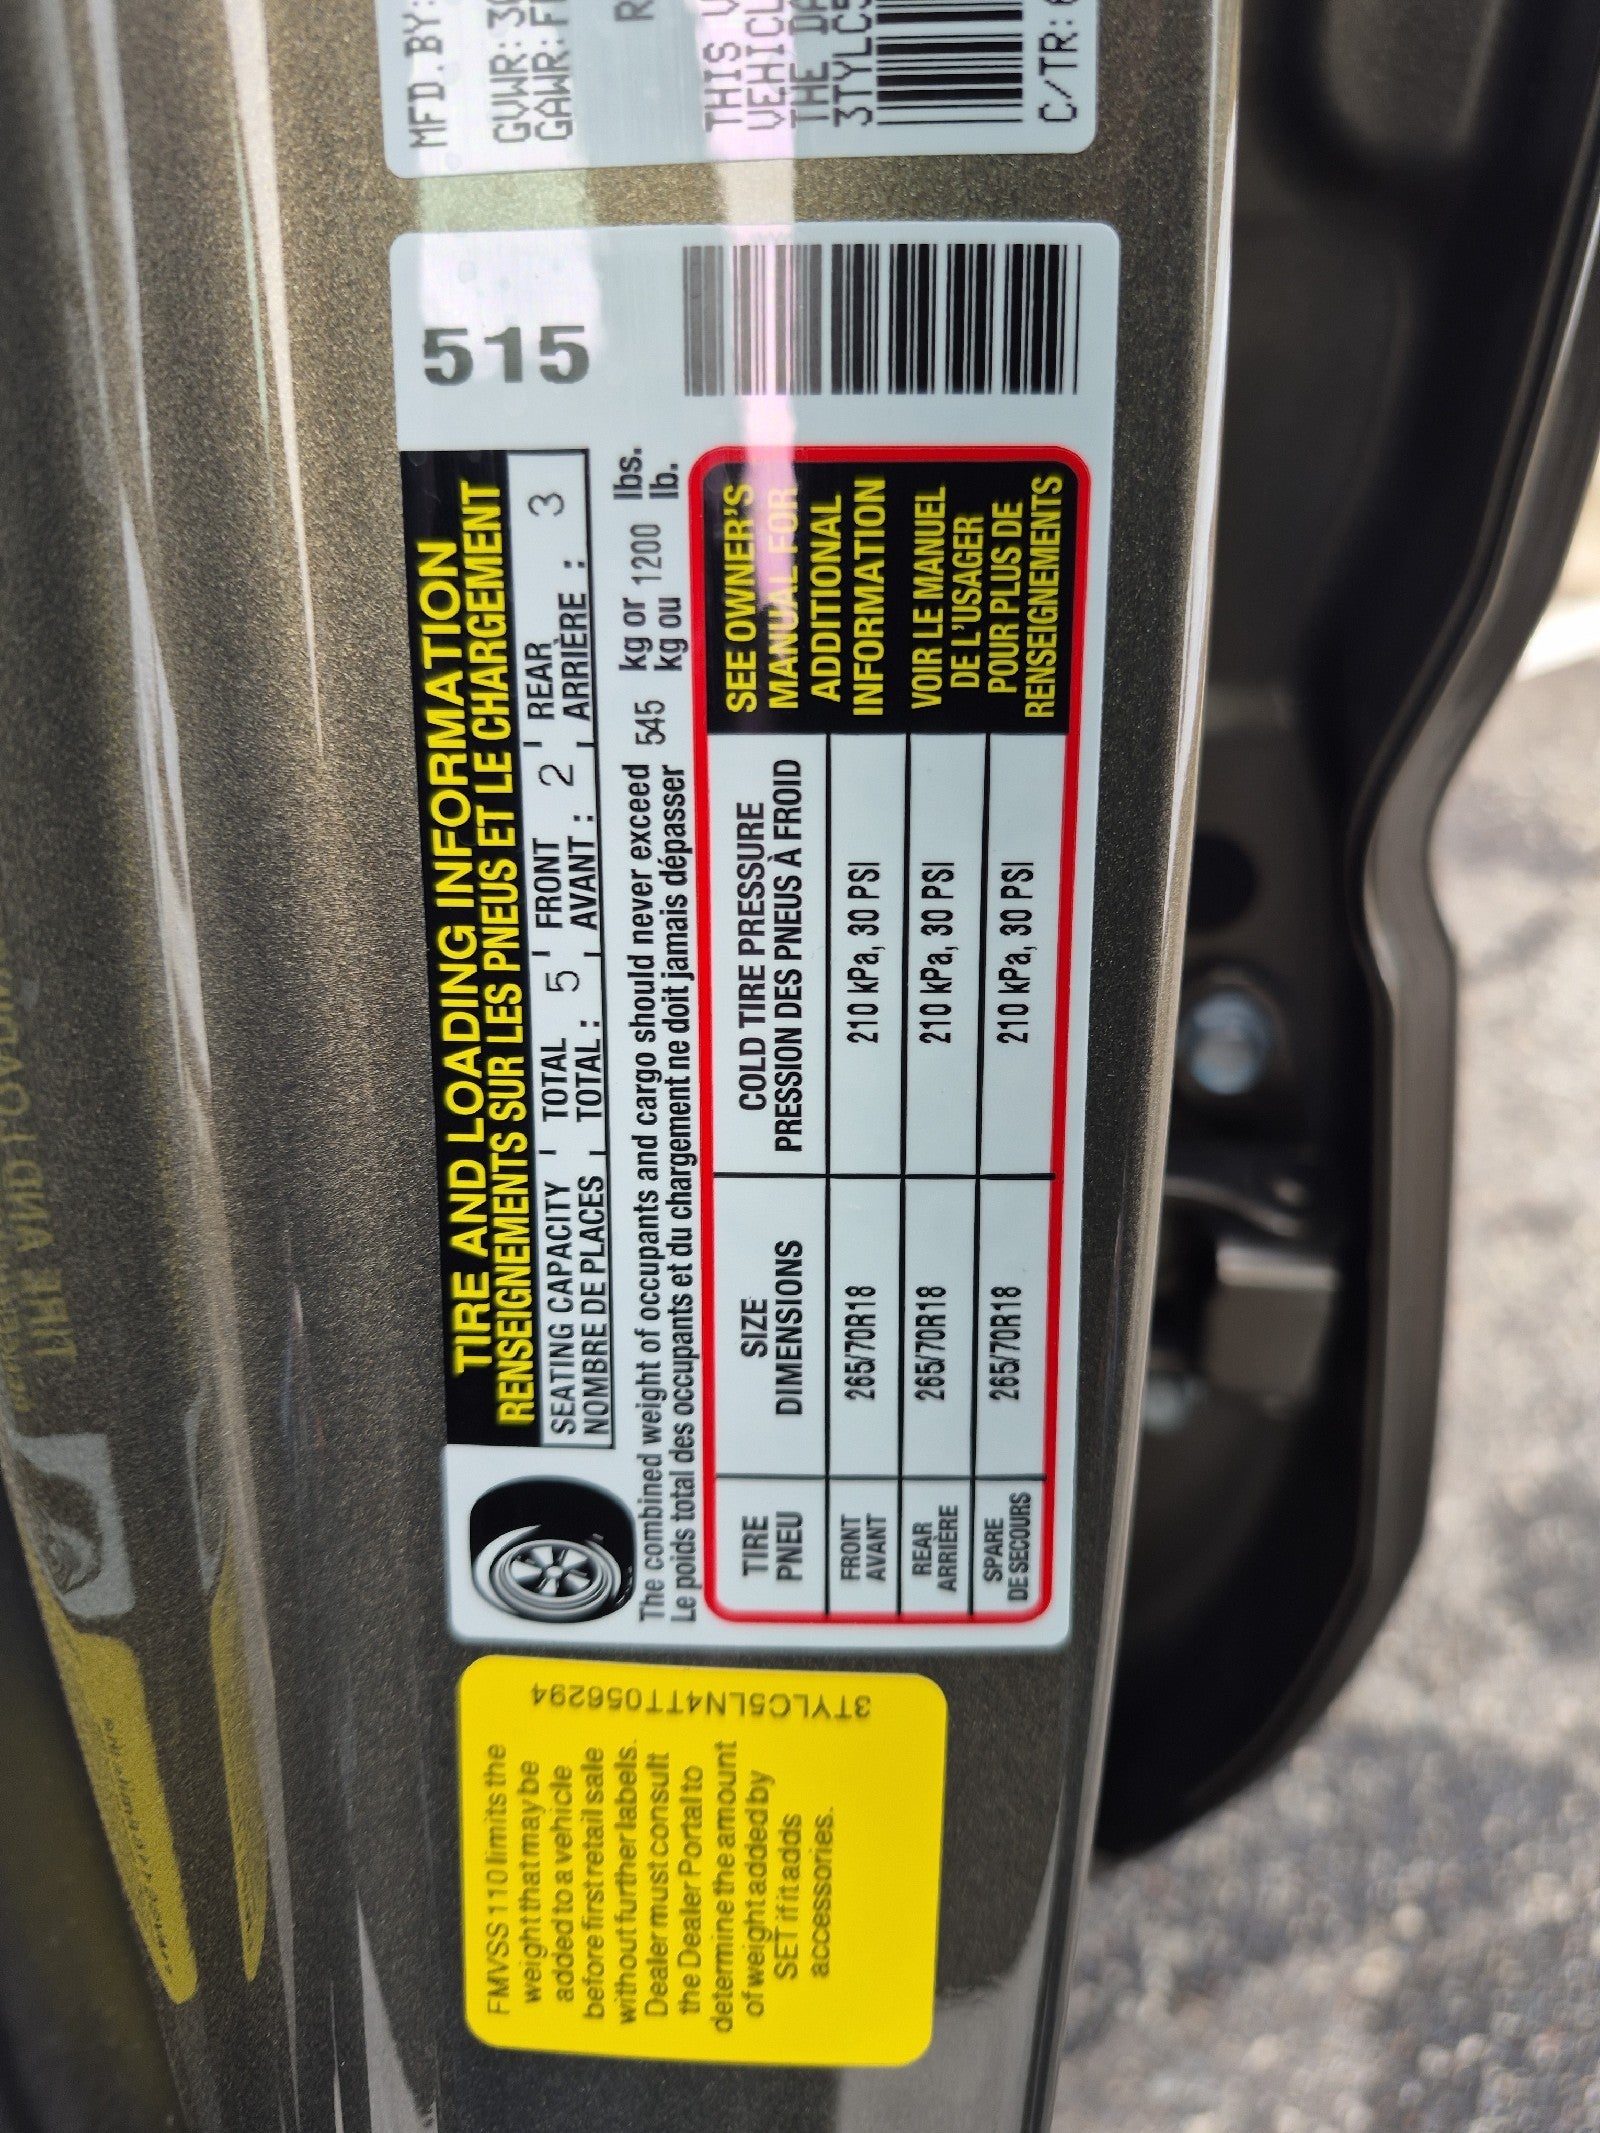 MFD.BY:
GVWR:
GAWR:
THIS
THE
3TYLC5
C/TR:
515
TIRE AND LOADING INFORMATION
RENSEIGNEMENTS SUR LES PNEUS ET LE CHARGEMENT
SEATING CAPACITY TOTAL 5 FRONT 2 REAR 3
NOMBRE DE PLACES TOTAL : AVANT : ARRIÈRE :
The combined weight of occupants and cargo should never exceed 545 kg or 1200 lbs.
Le poids total des occupants et du chargement ne doit jamais dépasser kg ou lb.
TIRE SIZE COLD TIRE PRESSURE
PNEU DIMENSIONS PRESSION DES PNEUS À FROID
FRONT
AVANT
265/70R18 210 kPa, 30 PSI
REAR
ARRIÈRE
265/70R18 210 kPa, 30 PSI
SPARE
DE SECOURS
265/70R18 210 kPa, 30 PSI
SEE OWNER'S
MANUAL FOR
ADDITIONAL
INFORMATION
VOIR LE MANUEL
DE L'USAGER
POUR PLUS DE
RENSEIGNEMENTS
3TYLC5LN4TT056294
FMVSS 110 limits the
weight that may be
added to a vehicle
before first retail sale
without further labels.
Dealer must consult
the Dealer Portal to
determine the amount
of weight added by
SET if it adds
accessories.